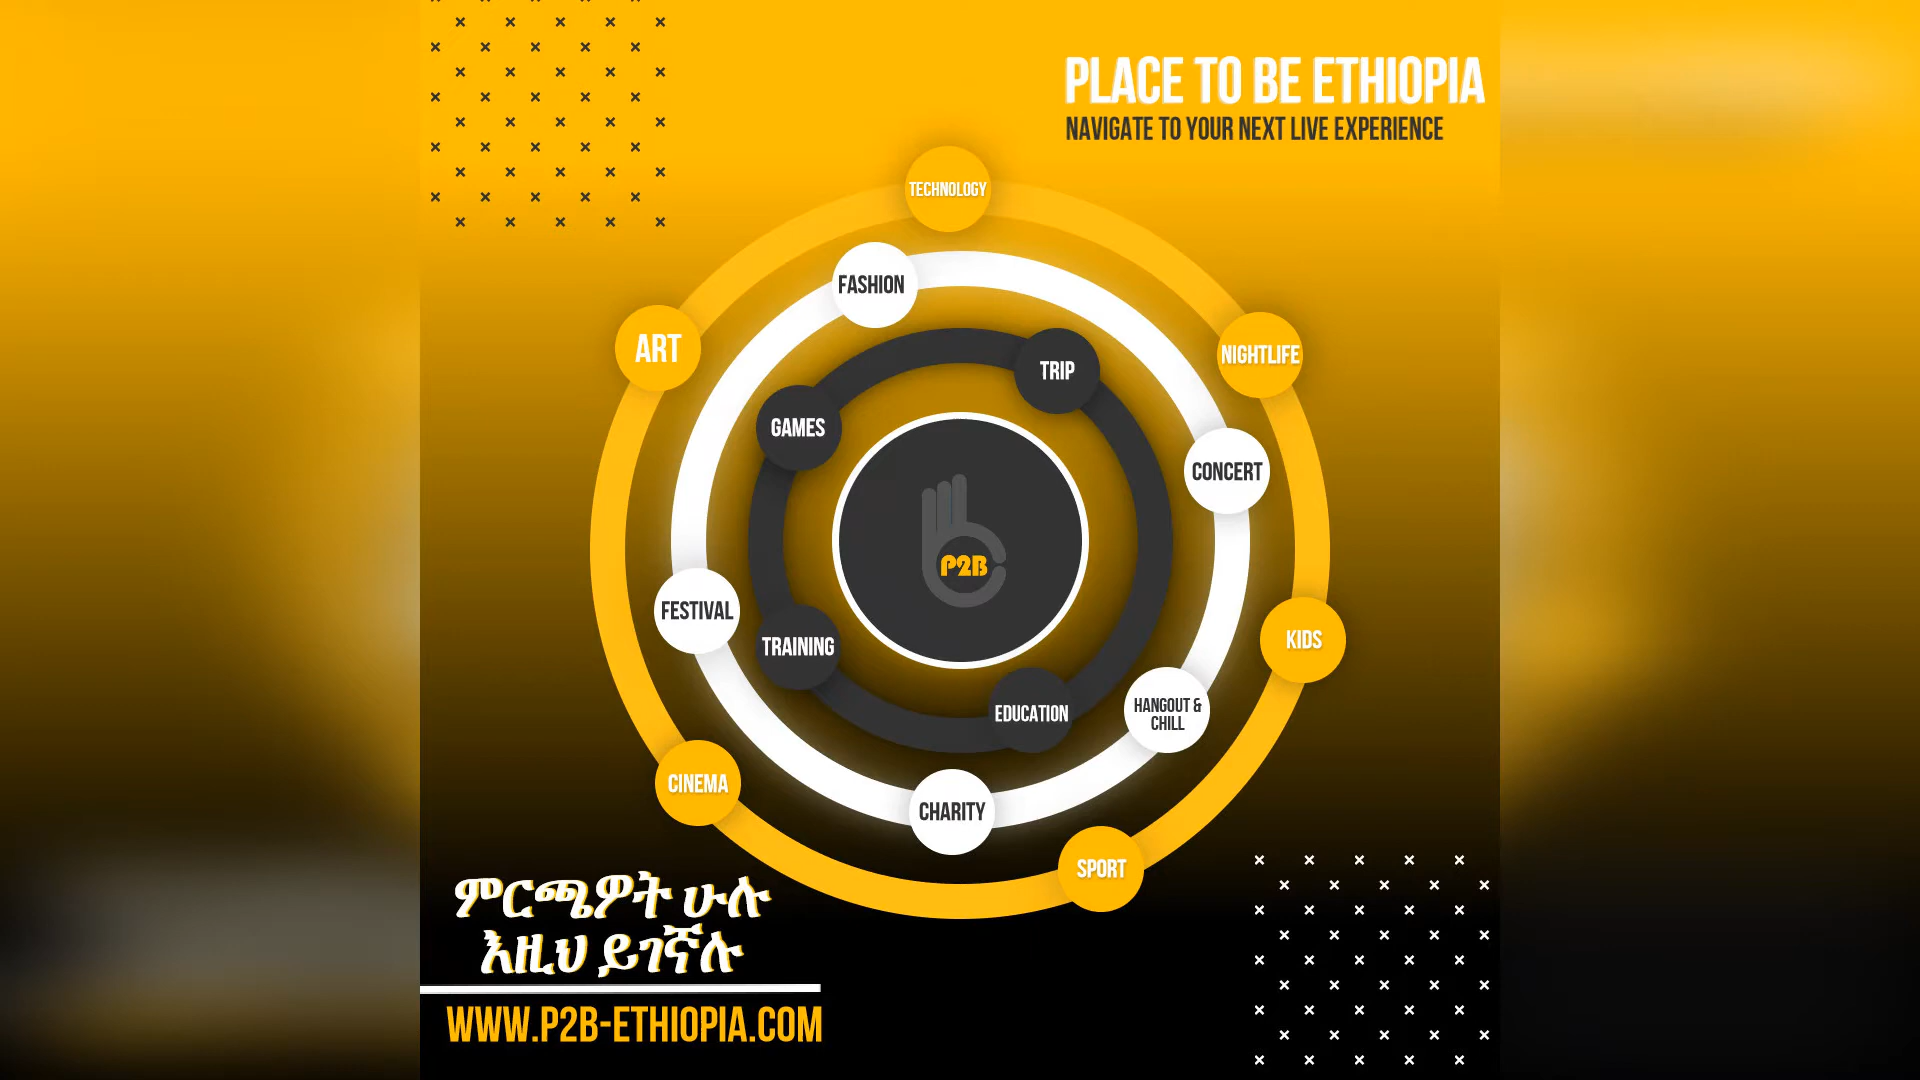 PLACE TO BE ETHIOPIA
NAVIGATE TO YOUR NEXT LIVE EXPERIENCE
TECHNOLOGY
FASHION
ART
NIGHTLIFE
TRIP
GAMES
CONCERT
P2B
FESTIVAL
KIDS
TRAINING
HANGOUT &
CHILL
EDUCATION
CINEMA
CHARITY
SPORT
ምርጫዎት ሁሉ
እዚህ ይገኛሉ
WWW.P2B-ETHIOPIA.COM